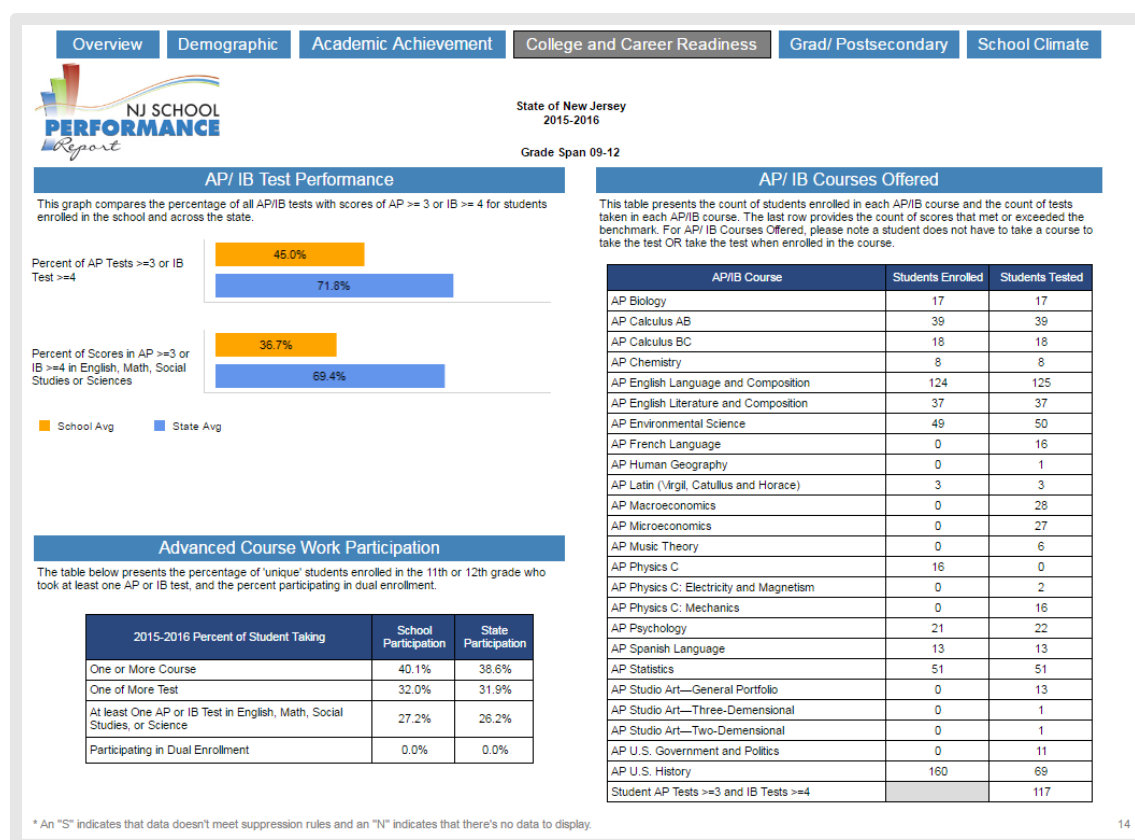 Overview Demographic Academic Achievement College and Career Readiness Grad/ Postsecondary School Climate
NJ SCHOOL
PERFORMANCE
Report
State of New Jersey
2015-2016
Grade Span 09-12
AP/ IB Test Performance
This graph compares the percentage of all AP/IB tests with scores of AP >= 3 or IB >= 4 for students
enrolled in the school and across the state.
Percent of AP Tests >=3 or IB
Test >=4
45.0%
71.8%
Percent of Scores in AP >=3 or
IB >=4 in English, Math, Social
Studies or Sciences
36.7%
69.4%
School Avg State Avg
Advanced Course Work Participation
The table below presents the percentage of 'unique' students enrolled in the 11th or 12th grade who
took at least one AP or IB test, and the percent participating in dual enrollment.
2015-2016 Percent of Student Taking School Participation State Participation
One or More Course 40.1% 38.6%
One of More Test 32.0% 31.9%
At least One AP or IB Test in English, Math, Social
Studies, or Science 27.2% 26.2%
Participating in Dual Enrollment 0.0% 0.0%
AP/ IB Courses Offered
This table presents the count of students enrolled in each AP/IB course and the count of tests
taken in each AP/IB course. The last row provides the count of scores that met or exceeded the
benchmark. For AP/ IB Courses Offered, please note a student does not have to take a course to
take the test OR take the test when enrolled in the course.
AP/IB Course Students Enrolled Students Tested
AP Biology 17 17
AP Calculus AB 39 39
AP Calculus BC 18 18
AP Chemistry 8 8
AP English Language and Composition 124 125
AP English Literature and Composition 37 37
AP Environmental Science 49 50
AP French Language 0 16
AP Human Geography 0 1
AP Latin (Virgil, Catullus and Horace) 3 3
AP Macroeconomics 0 28
AP Microeconomics 0 27
AP Music Theory 0 6
AP Physics C 16 0
AP Physics C: Electricity and Magnetism 0 2
AP Physics C: Mechanics 0 16
AP Psychology 21 22
AP Spanish Language 13 13
AP Statistics 51 51
AP Studio Art—General Portfolio 0 13
AP Studio Art—Three-Demensional 0 1
AP Studio Art—Two-Demensional 0 1
AP U.S. Government and Politics 0 11
AP U.S. History 160 69
Student AP Tests >=3 and IB Tests >=4 117
* An "S" indicates that data doesn't meet suppression rules and an "N" indicates that there's no data to display. 14